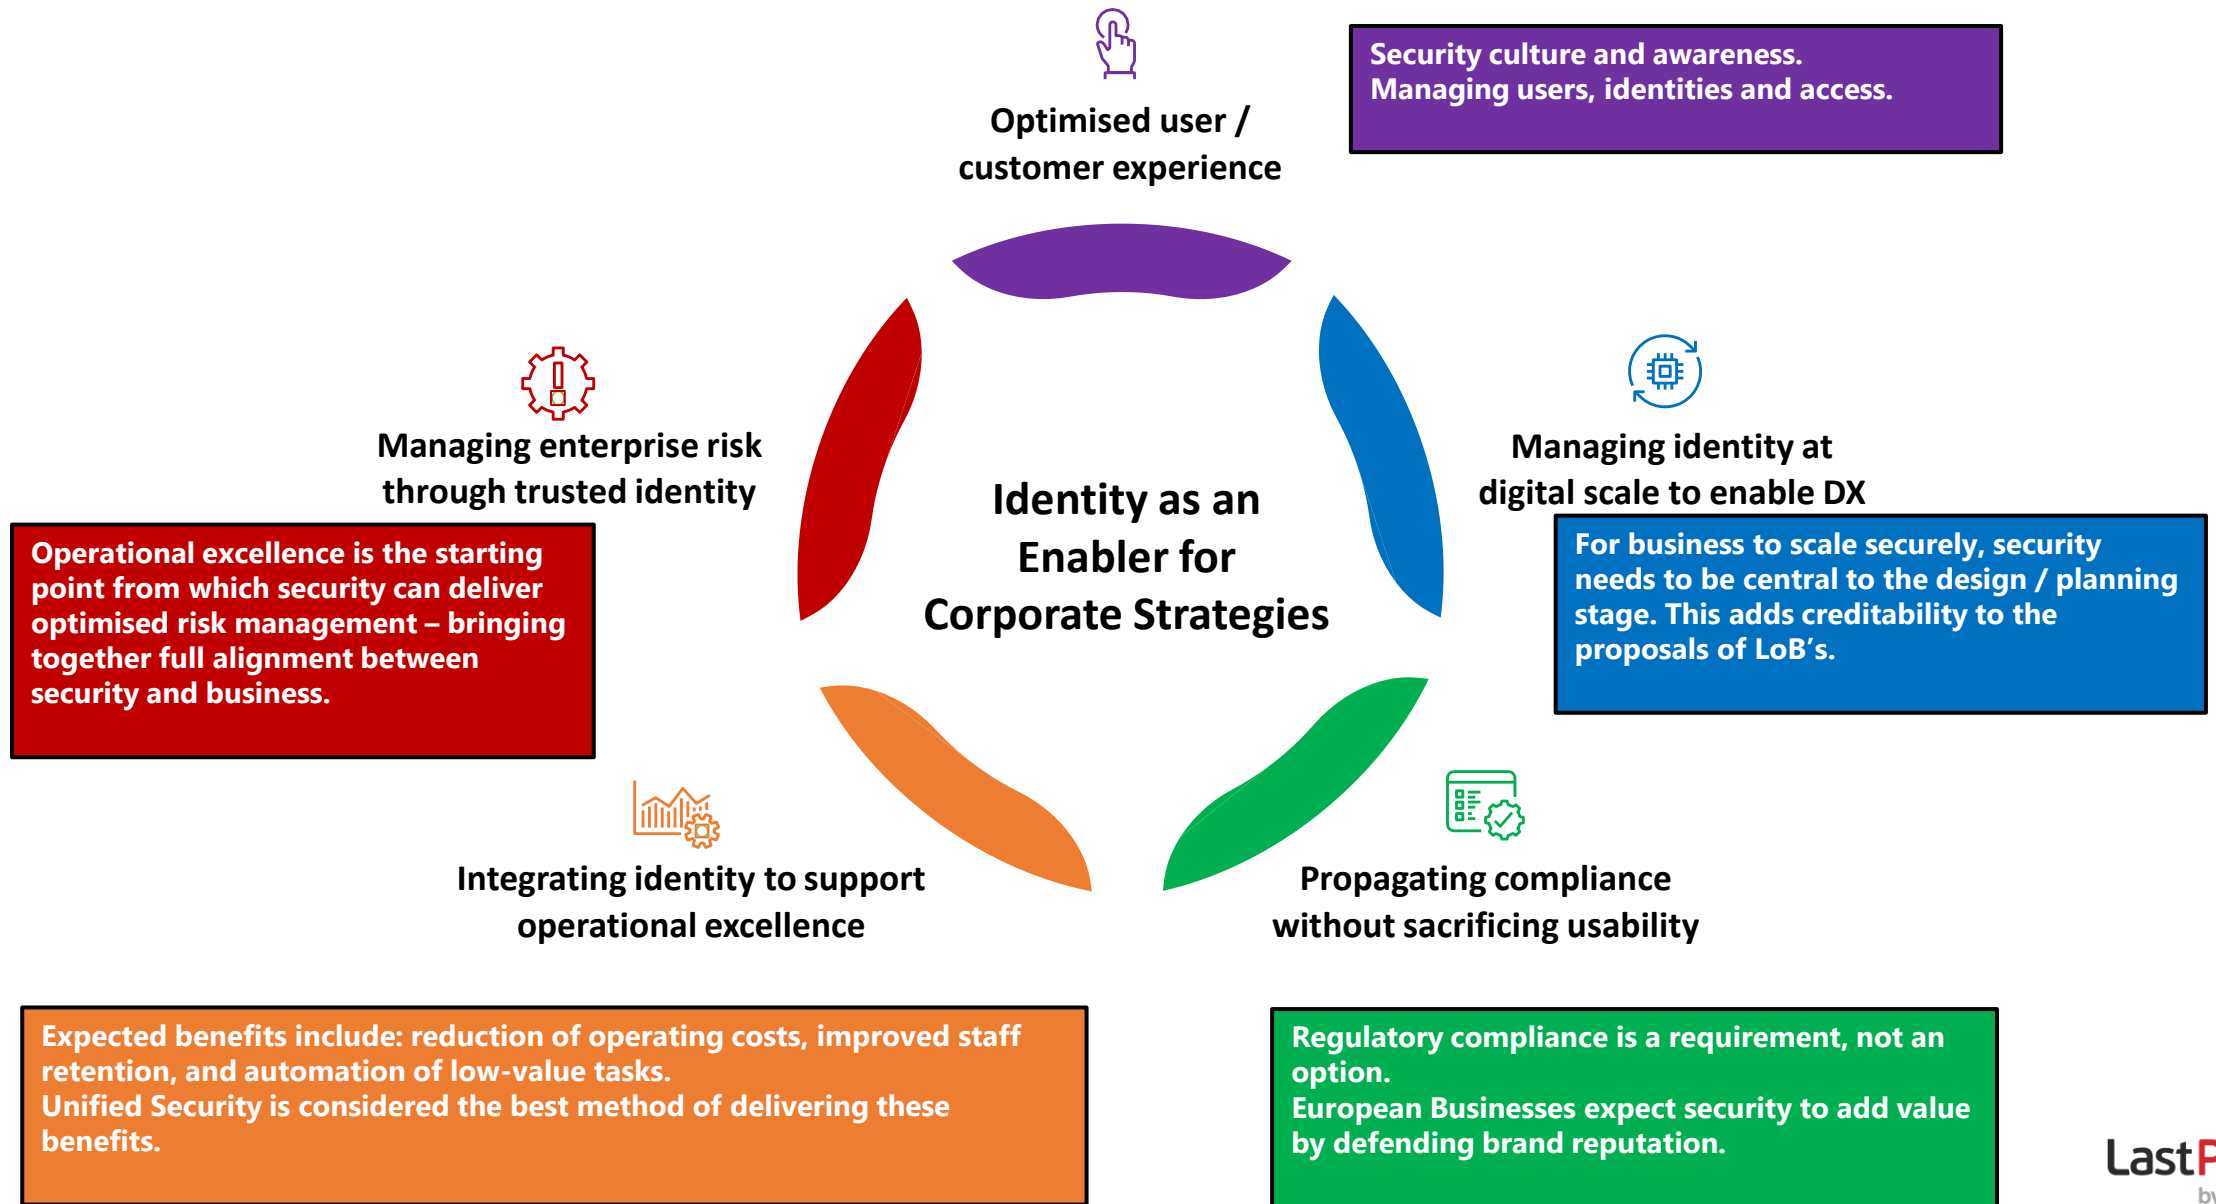 Optimised user /
customer experience
Security culture and awareness.
Managing users, identities and access.
Managing enterprise risk
through trusted identity
Operational excellence is the starting
point from which security can deliver
optimised risk management – bringing
together full alignment between
security and business.
Identity as an
Enabler for
Corporate Strategies
Managing identity at
digital scale to enable DX
For business to scale securely, security
needs to be central to the design / planning
stage. This adds creditability to the
proposals of LoB’s.
Integrating identity to support
operational excellence
Expected benefits include: reduction of operating costs, improved staff
retention, and automation of low-value tasks.
Unified Security is considered the best method of delivering these
benefits.
Propagating compliance
without sacrificing usability
Regulatory compliance is a requirement, not an
option.
European Businesses expect security to add value
by defending brand reputation.
LastP
by